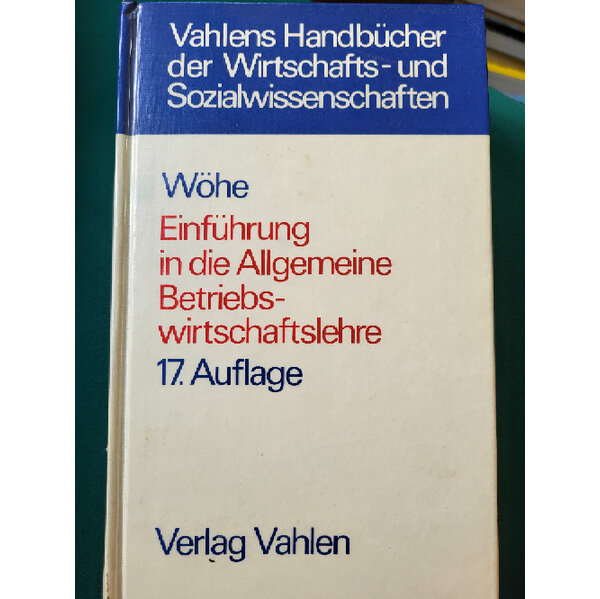 Vahlens Handbücher
der Wirtschafts- und
Sozialwissenschaften
Wöhe
Einführung
in die Allgemeine
Betriebs-
wirtschaftslehre
17. Auflage
Verlag Vahlen